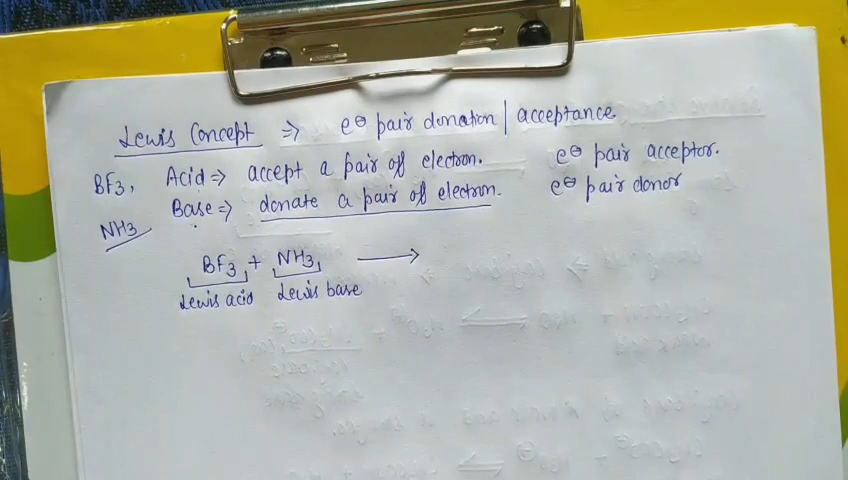 Lewis Concept ⇒ e⊖ pair donation | acceptance
BF3, Acid ⇒ accept a pair of electron. e⊖ pair acceptor.
NH3 Base ⇒ donate a pair of electron. e⊖ pair donor
BF3 + NH3 ⟶
Lewis acid Lewis base